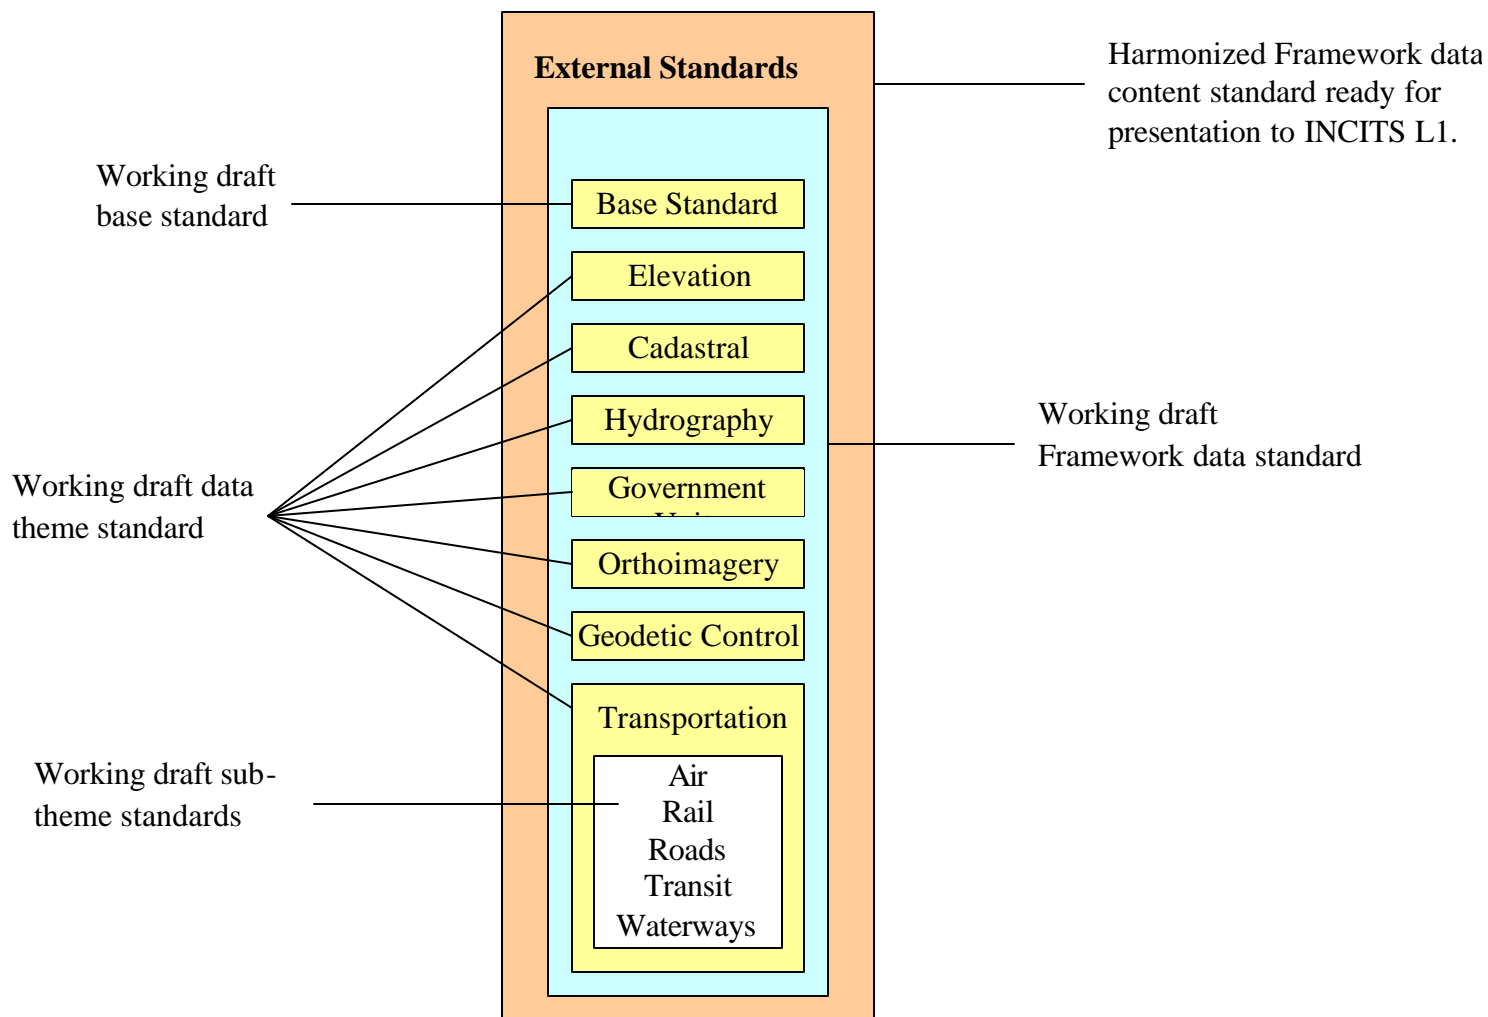 External Standards
Harmonized Framework data
content standard ready for
presentation to INCITS L1.
Working draft
base standard
Base Standard
Elevation
Cadastral
Hydrography
Working draft
Framework data standard
Working draft data
theme standard
Government
Orthoimagery
Geodetic Control
Transportation
Working draft sub-
theme standards
Air
Rail
Roads
Transit
Waterways